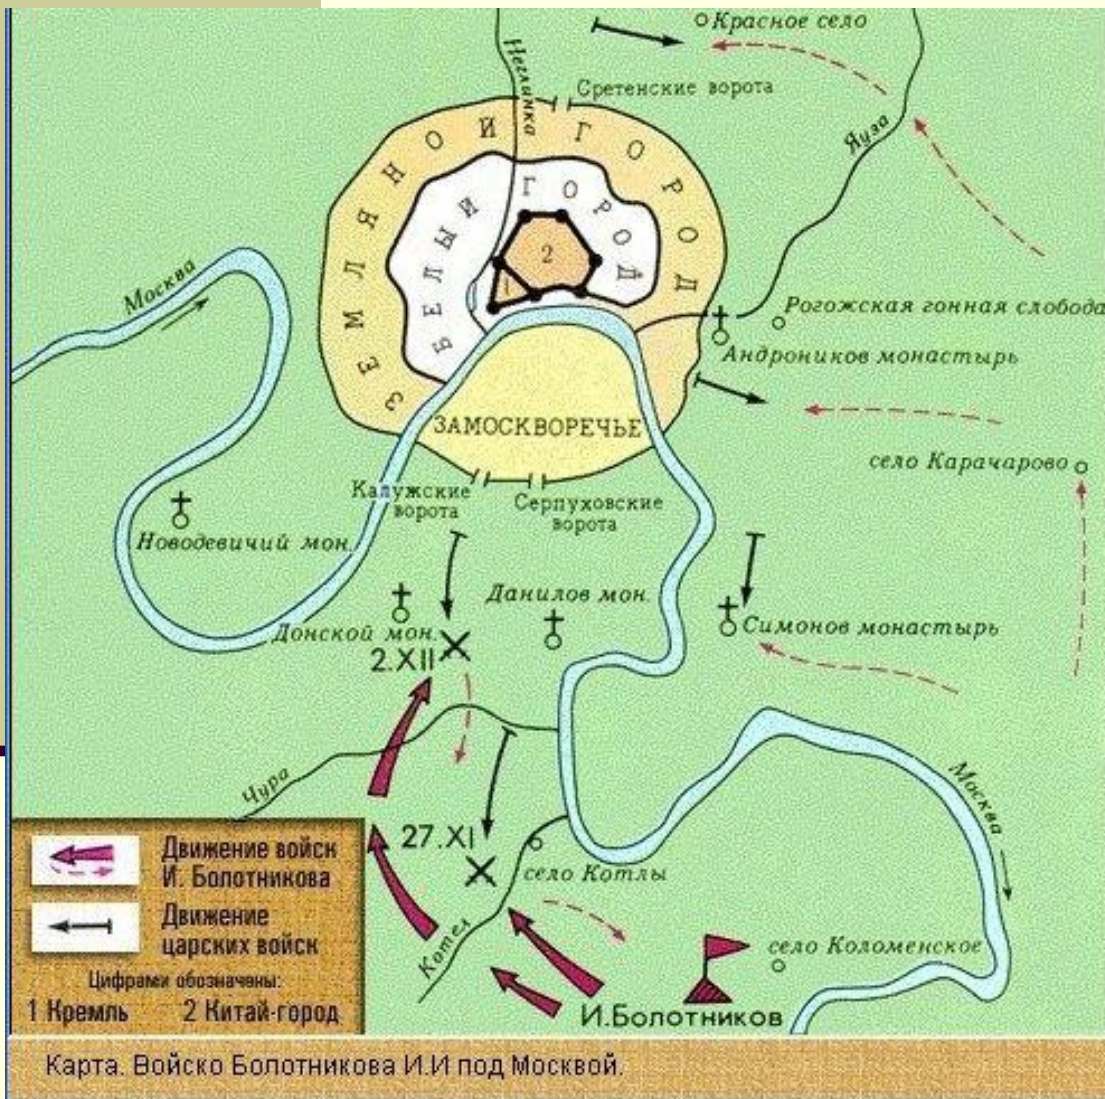 Красное село
Неглинка
Сретенские ворота
Яуза
ЗЕМЛЯНОЙ ГОРОД
БЕЛЫЙ ГОРОД
2
1
Москва
Рогожская гонная слобода
Андроников монастырь
ЗАМОСКВОРЕЧЬЕ
село Карачарово
Калужские
ворота
Серпуховские
ворота
Новодевичий мон.
Данилов мон.
Донской мон.
Симонов монастырь
2.XII
Чура
Москва
27.XI
село Котлы
Котел
село Коломенское
И.Болотников
Движение войск
И. Болотникова
Движение
царских войск
Цифрами обозначены:
1 Кремль 2 Китай-город
Карта. Войско Болотникова И.И под Москвой.